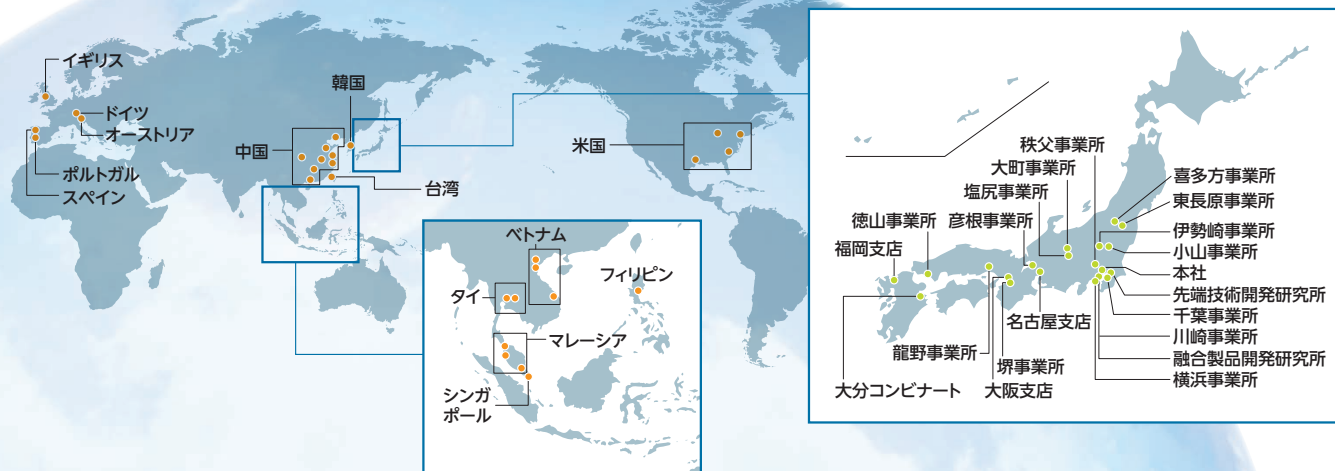 イギリス
ドイツ
オーストリア
ポルトガル
スペイン
中国
韓国
台湾
米国
ベトナム
フィリピン
タイ
マレーシア
シンガ
ポール
秩父事業所
大町事業所
塩尻事業所
彦根事業所
徳山事業所
福岡支店
喜多方事業所
東長原事業所
伊勢崎事業所
小山事業所
本社
先端技術開発研究所
千葉事業所
川崎事業所
融合製品開発研究所
横浜事業所
名古屋支店
龍野事業所
堺事業所
大分コンビナート
大阪支店